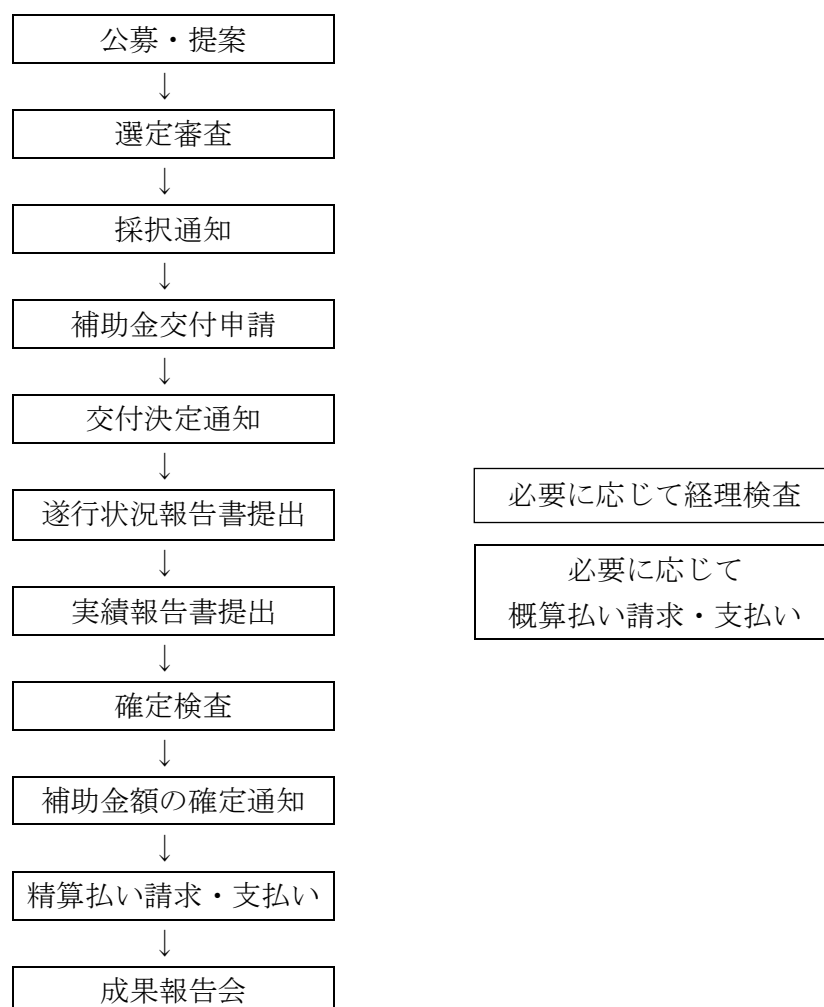 公募・提案
↓
選定審査
↓
採択通知
↓
補助金交付申請
↓
交付決定通知
↓
遂行状況報告書提出
↓
実績報告書提出
↓
確定検査
↓
補助金額の確定通知
↓
精算払い請求・支払い
↓
成果報告会
必要に応じて経理検査
必要に応じて
概算払い請求・支払い